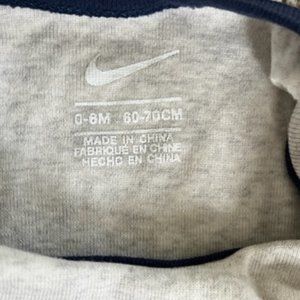 0-6M 60-70CM
MADE IN CHINA
FABRIQUÉ EN CHINE
HECHO EN CHINA